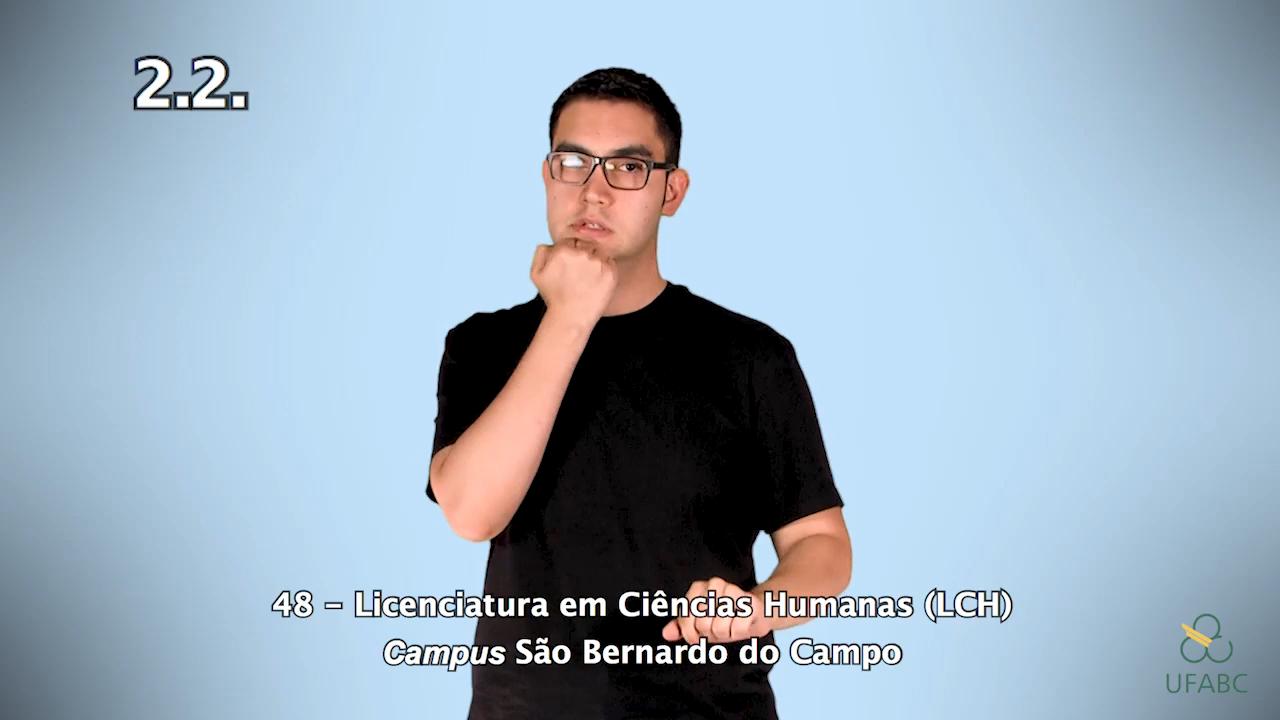 2.2.
48 – Licenciatura em Ciências Humanas (LCH)
Campus São Bernardo do Campo
UFABC